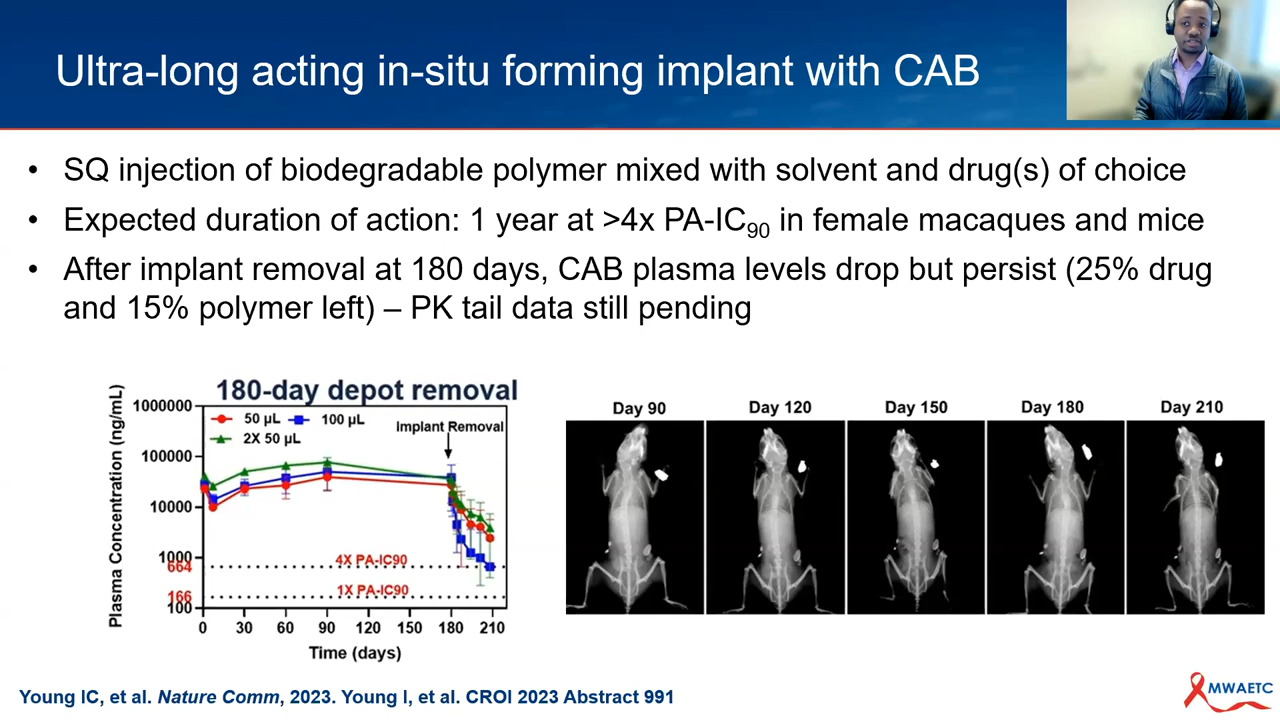 Ultra-long acting in-situ forming implant with CAB
• SQ injection of biodegradable polymer mixed with solvent and drug(s) of choice
• Expected duration of action: 1 year at >4x PA-IC90 in female macaques and mice
• After implant removal at 180 days, CAB plasma levels drop but persist (25% drug
and 15% polymer left) – PK tail data still pending
180-day depot removal
Plasma Concentration (ng/mL)
1000000
100000
10000
1000
664
166
100
50 µL
100 µL
2X 50 µL
Implant Removal
4X PA-IC90
1X PA-IC90
0 30 60 90 120 150 180 210
Time (days)
Day 90 Day 120 Day 150 Day 180 Day 210
Young IC, et al. Nature Comm, 2023. Young I, et al. CROI 2023 Abstract 991
MWAETC